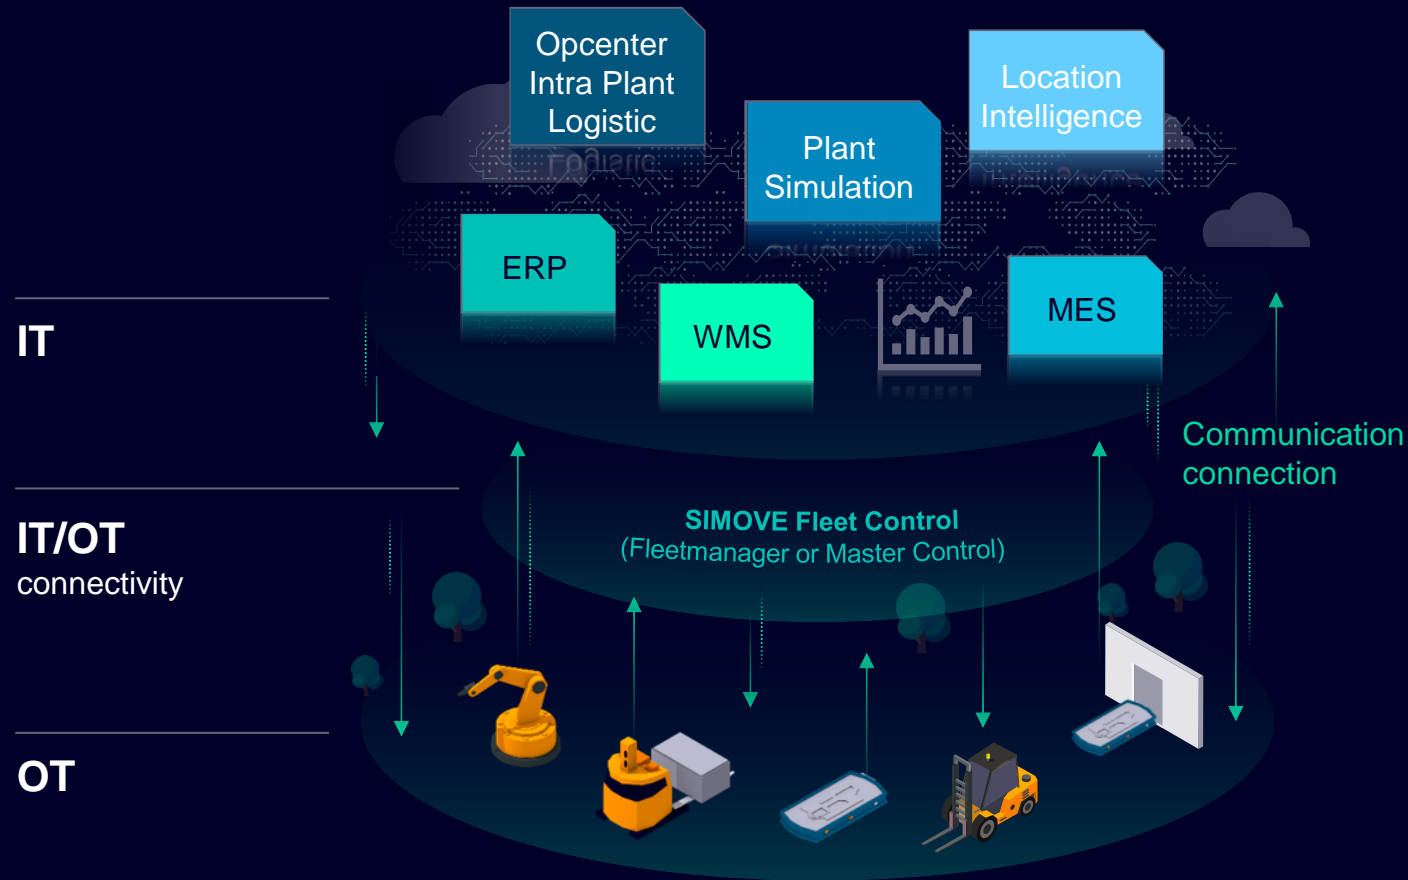 Opcenter
Intra Plant
Logistic
Location
Intelligence
Plant
Simulation
ERP
WMS
MES
IT
Communication
connection
SIMOVE Fleet Control
(Fleetmanager or Master Control)
IT/OT
connectivity
OT